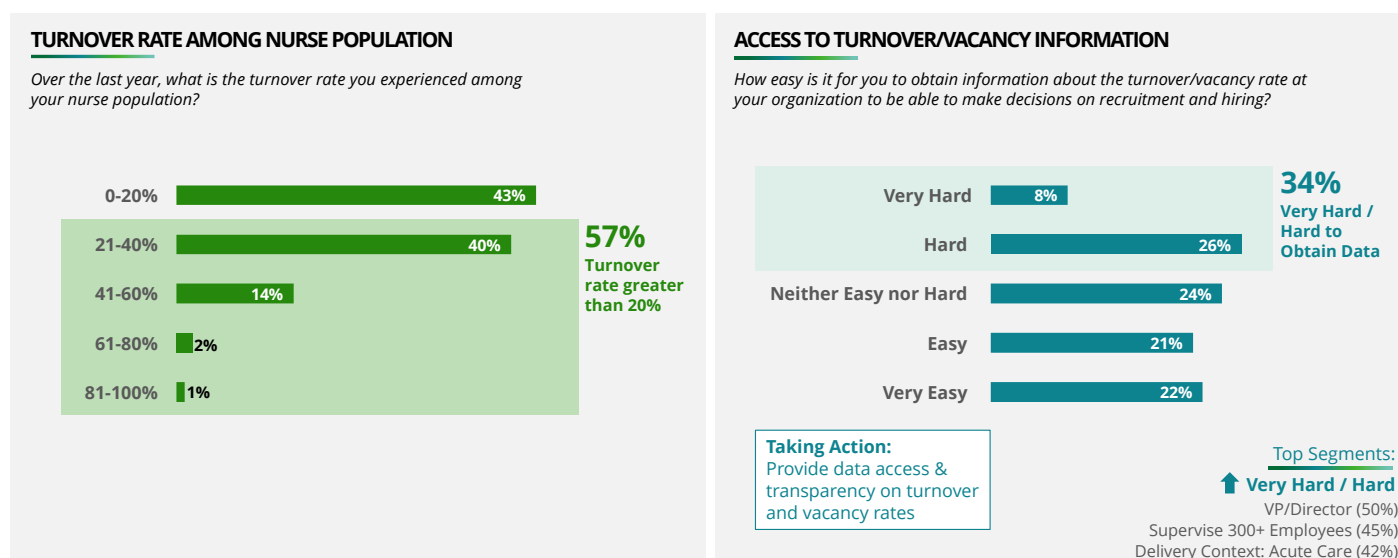 TURNOVER RATE AMONG NURSE POPULATION
Over the last year, what is the turnover rate you experienced among
your nurse population?
0-20%
43%
21-40%
40%
41-60%
14%
61-80%
2%
81-100%
1%
57%
Turnover
rate greater
than 20%
ACCESS TO TURNOVER/VACANCY INFORMATION
How easy is it for you to obtain information about the turnover/vacancy rate at
your organization to be able to make decisions on recruitment and hiring?
Very Hard
8%
Hard
26%
Neither Easy nor Hard
24%
Easy
21%
Very Easy
22%
34%
Very Hard /
Hard to
Obtain Data
Taking Action:
Provide data access &
transparency on turnover
and vacancy rates
Top Segments:
Very Hard / Hard
VP/Director (50%)
Supervise 300+ Employees (45%)
Delivery Context: Acute Care (42%)